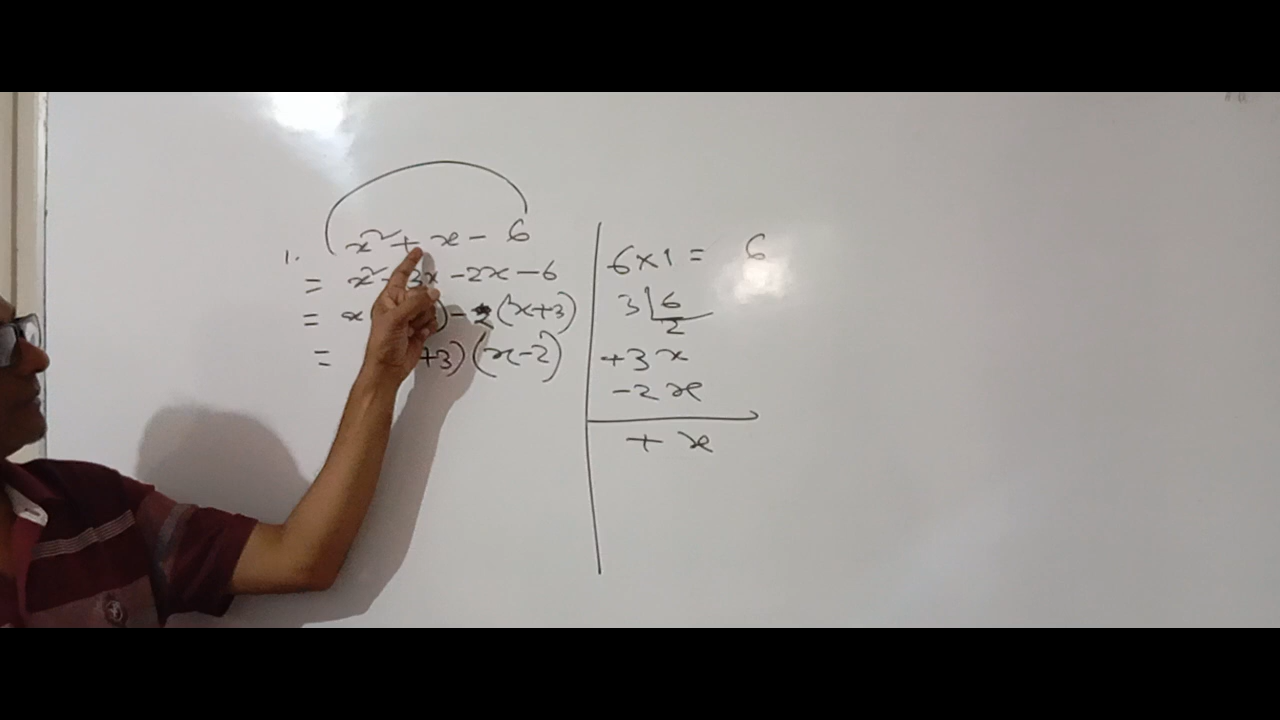 1. x² + x - 6
= x² 3x - 2x - 6
= x ) - 2 (x+3)
= +3) (x-2)
6 x 1 = 6
3 | 6
2
+3x
-2x
+ x